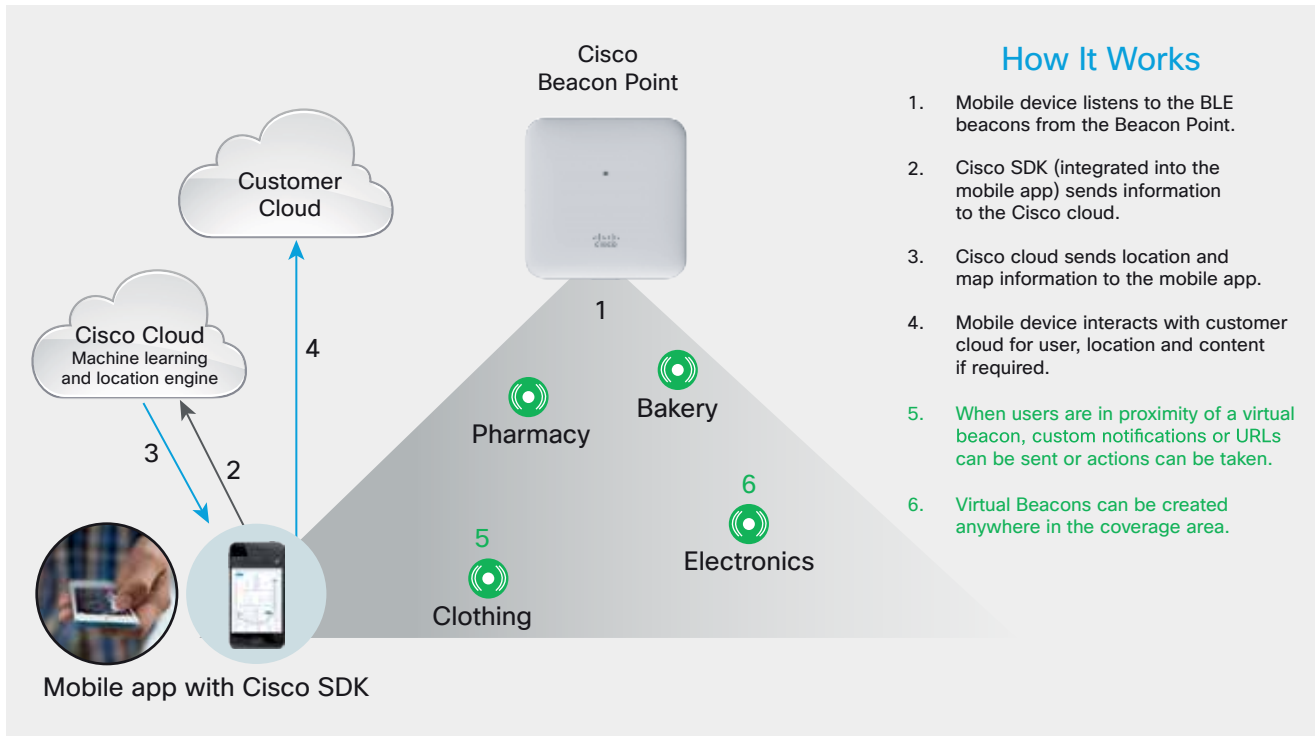 Cisco
Beacon Point
CISCO
1
Customer
Cloud
Cisco Cloud
Machine learning
and location engine
4
3
2
Pharmacy
Bakery
5
Clothing
6
Electronics
Mobile app with Cisco SDK
How It Works
1. Mobile device listens to the BLE
beacons from the Beacon Point.
2. Cisco SDK (integrated into the
mobile app) sends information
to the Cisco cloud.
3. Cisco cloud sends location and
map information to the mobile app.
4. Mobile device interacts with customer
cloud for user, location and content
if required.
5. When users are in proximity of a virtual
beacon, custom notifications or URLs
can be sent or actions can be taken.
6. Virtual Beacons can be created
anywhere in the coverage area.